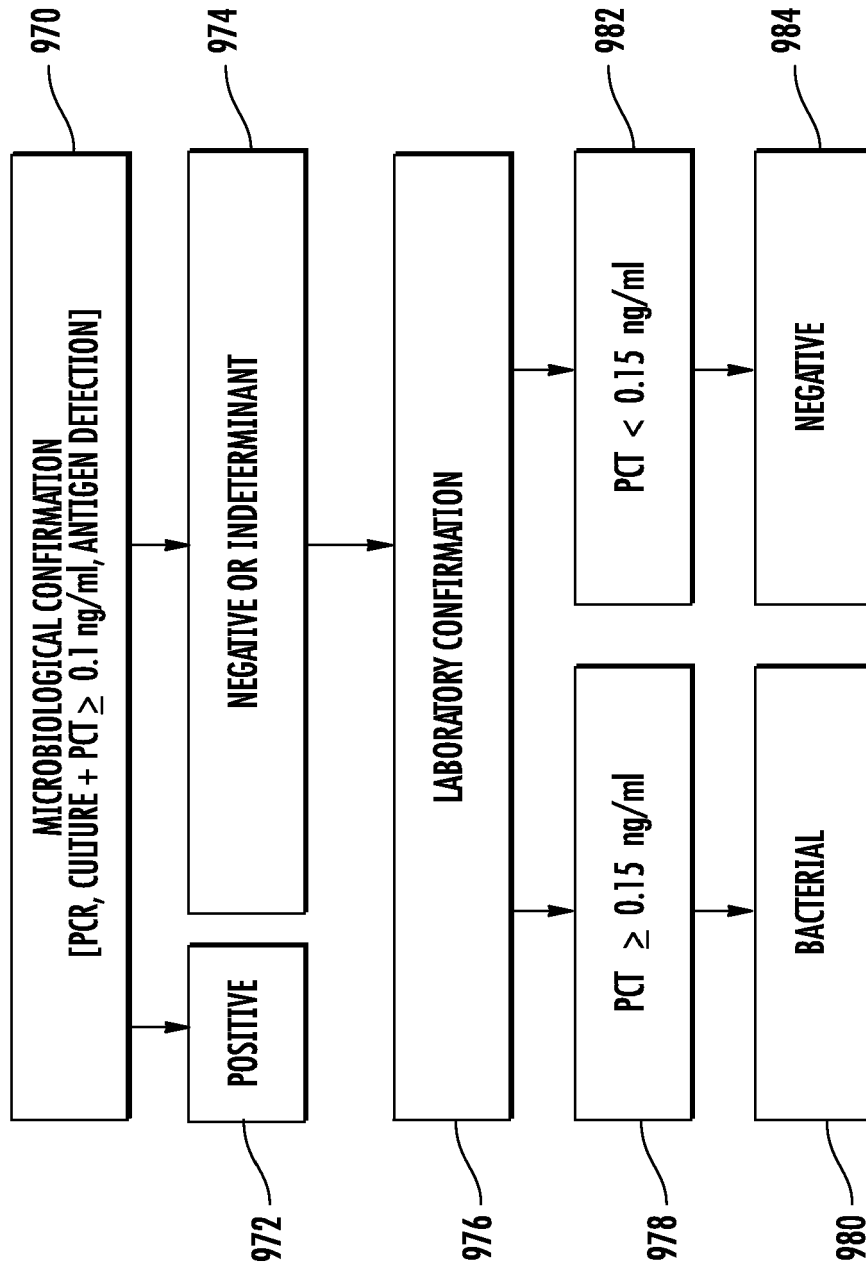 970
MICROBIOLOGICAL CONFIRMATION
[PCR, CULTURE + PCT ≥ 0.1 ng/ml, ANTIGEN DETECTION]
972
POSITIVE
974
NEGATIVE OR INDETERMINANT
976
LABORATORY CONFIRMATION
978
PCT ≥ 0.15 ng/ml
982
PCT < 0.15 ng/ml
980
BACTERIAL
984
NEGATIVE